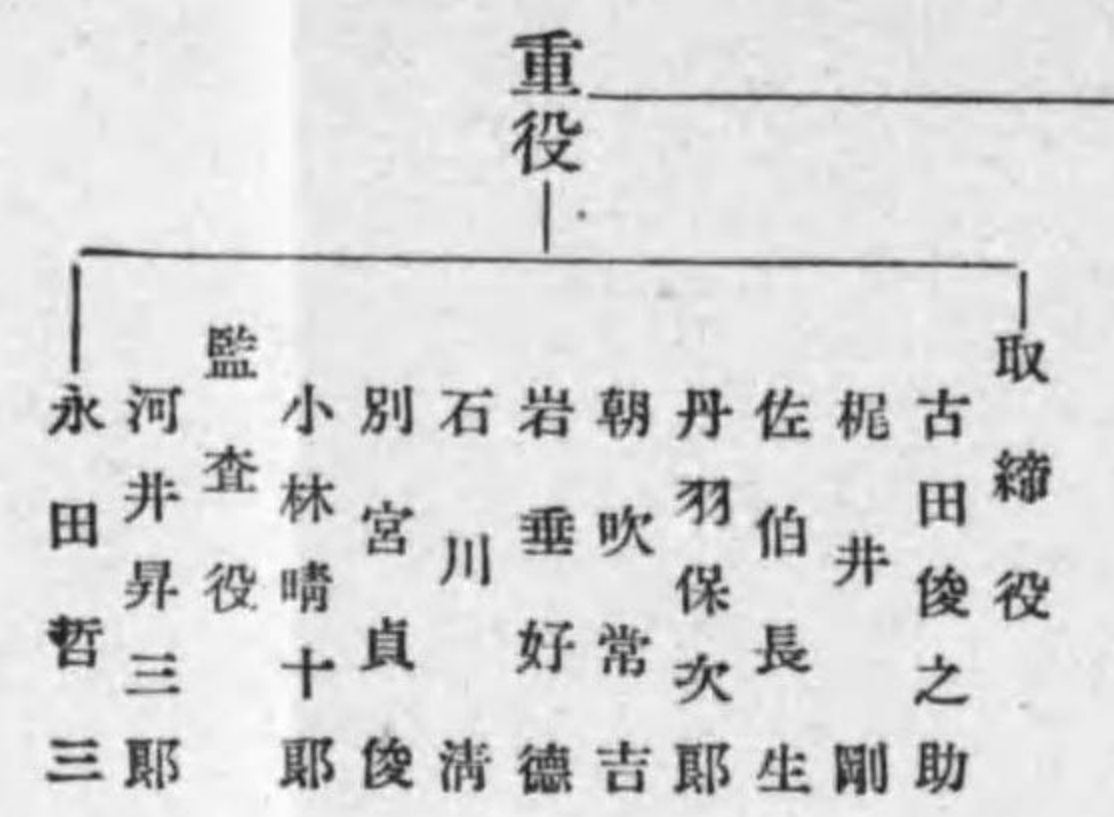 重役
取締役
古田俊之助
梶井剛
佐伯長生
丹羽保次郎
朝吹常吉
岩垂好德
石川清
別宮貞俊
小林晴十郎
監査役
河井昇三郎
永田哲三